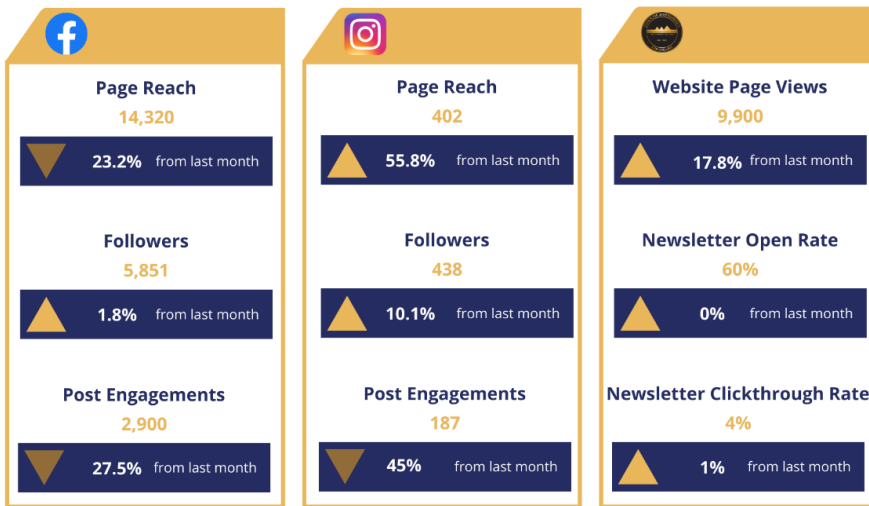 Page Reach
14,320
23.2% from last month
Followers
5,851
1.8% from last month
Post Engagements
2,900
27.5% from last month
Page Reach
402
55.8% from last month
Followers
438
10.1% from last month
Post Engagements
187
45% from last month
Website Page Views
9,900
17.8% from last month
Newsletter Open Rate
60%
0% from last month
Newsletter Clickthrough Rate
4%
1% from last month